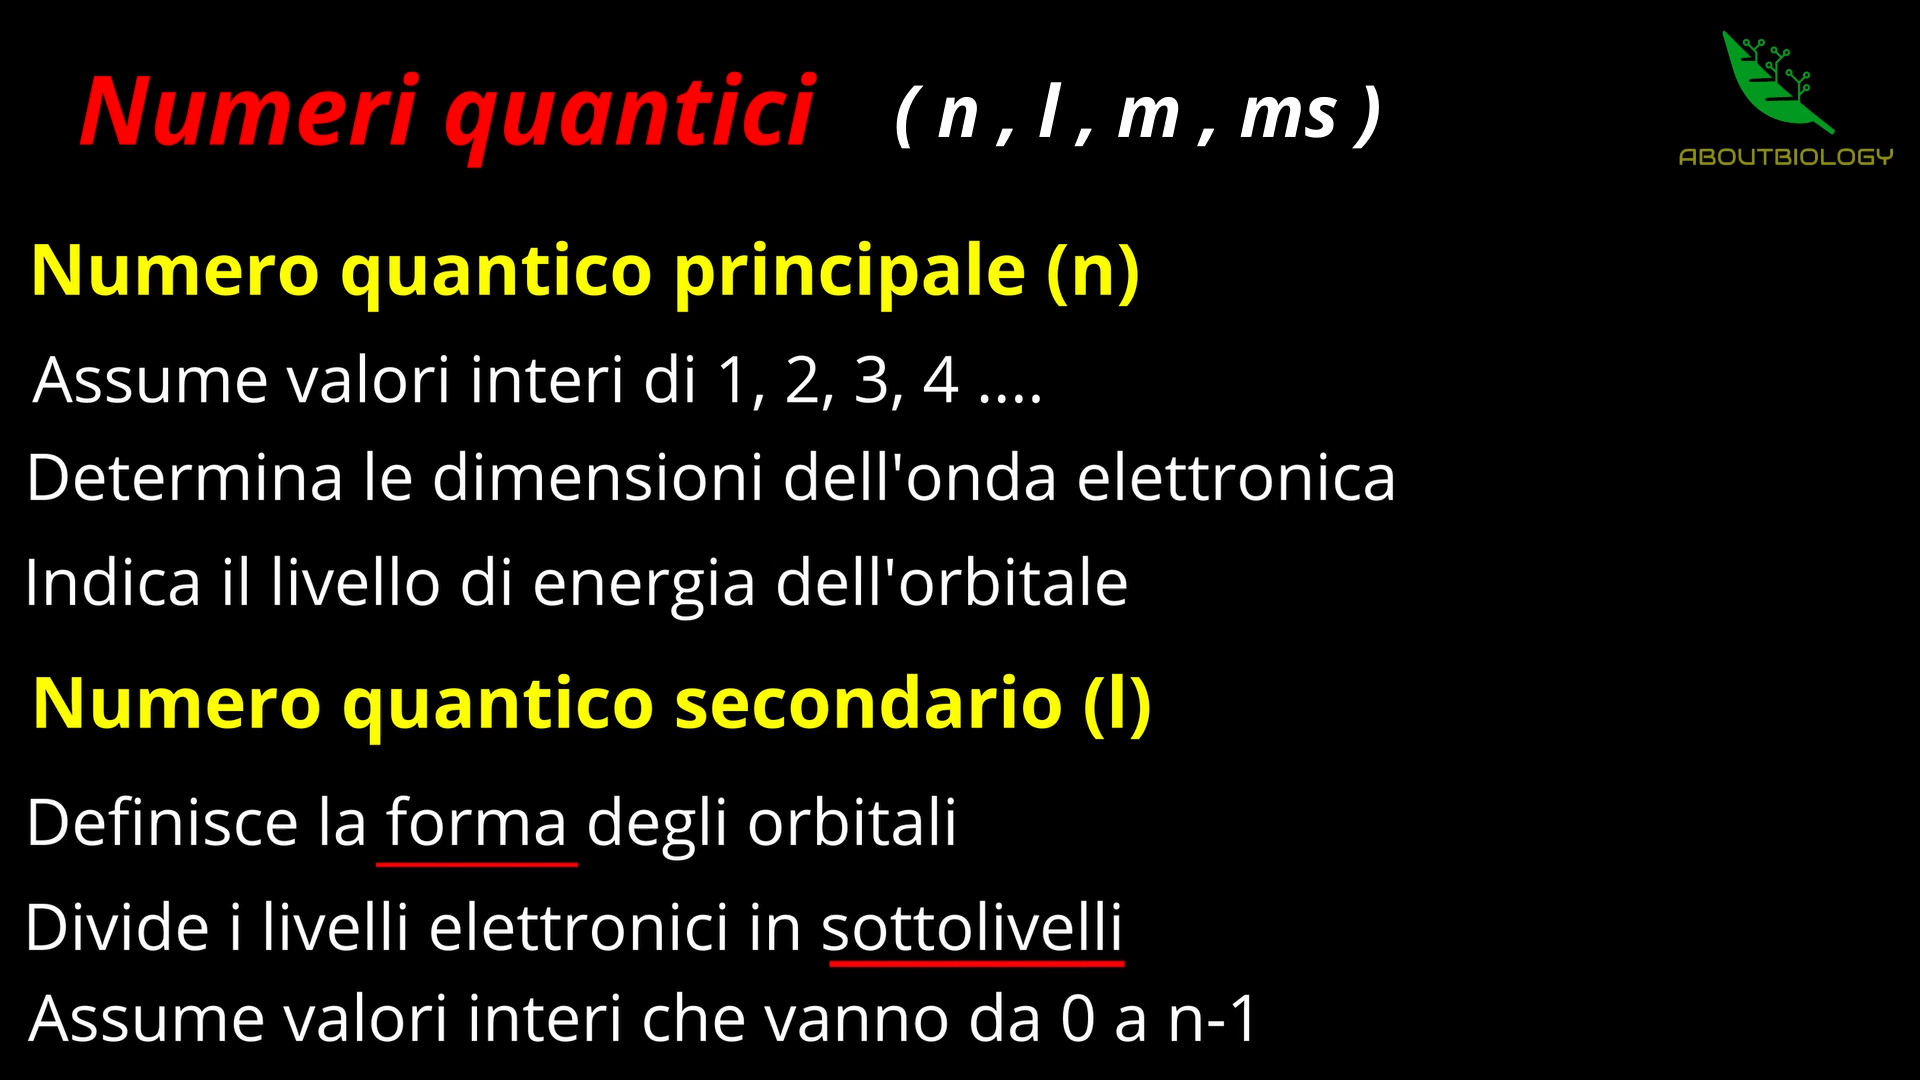 Numeri quantici ( n , l , m , ms )
ABOUTBIOLOGY
Numero quantico principale (n)
Assume valori interi di 1, 2, 3, 4 ....
Determina le dimensioni dell'onda elettronica
Indica il livello di energia dell'orbitale
Numero quantico secondario (l)
Definisce la forma degli orbitali
Divide i livelli elettronici in sottolivelli
Assume valori interi che vanno da 0 a n-1